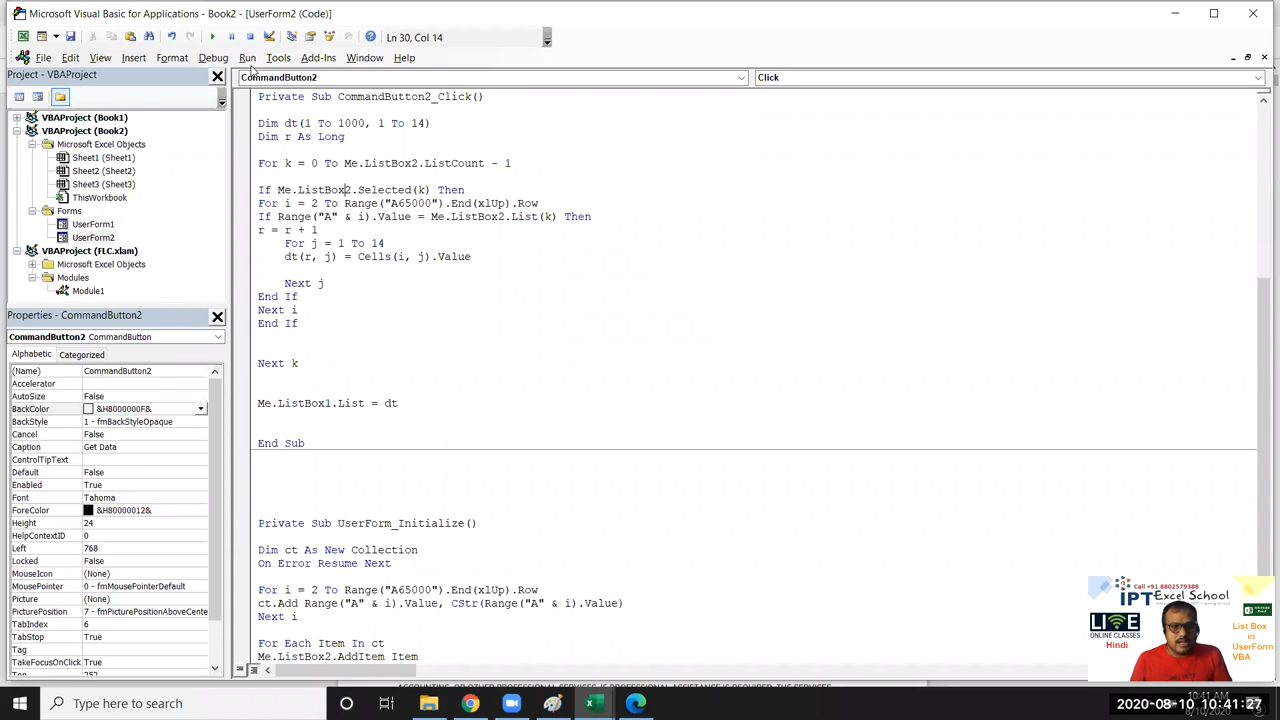 Microsoft Visual Basic for Applications - Book2 - [UserForm2 (Code)]
Ln 30, Col 14
File Edit View Insert Format Debug Run Tools Add-Ins Window Help
Project - VBAProject
CommandButton2
Click
VBAProject (Book1)
VBAProject (Book2)
Microsoft Excel Objects
Sheet1 (Sheet1)
Sheet2 (Sheet2)
Sheet3 (Sheet3)
ThisWorkbook
Forms
UserForm1
UserForm2
VBAProject (FLC.xlam)
Microsoft Excel Objects
Modules
Module1
Properties - CommandButton2
CommandButton2 CommandButton
Alphabetic Categorized
(Name) CommandButton2
Accelerator
AutoSize False
BackColor &H8000000F&
BackStyle 1 - fmBackStyleOpaque
Cancel False
Caption Get Data
ControlTipText
Default False
Enabled True
Font Tahoma
ForeColor &H80000012&
Height 24
HelpContextID 0
Left 768
Locked False
MouseIcon (None)
MousePointer 0 - fmMousePointerDefault
Picture (None)
PicturePosition 7 - fmPicturePositionAboveCente
TabIndex 6
TabStop True
Tag
TakeFocusOnClick True
Top 252
Private Sub CommandButton2_Click()
Dim dt(1 To 1000, 1 To 14)
Dim r As Long
For k = 0 To Me.ListBox2.ListCount - 1
If Me.ListBox2.Selected(k) Then
For i = 2 To Range("A65000").End(xlUp).Row
If Range("A" & i).Value = Me.ListBox2.List(k) Then
r = r + 1
For j = 1 To 14
dt(r, j) = Cells(i, j).Value
Next j
End If
Next i
End If
Next k
Me.ListBox1.List = dt
End Sub
Private Sub UserForm_Initialize()
Dim ct As New Collection
On Error Resume Next
For i = 2 To Range("A65000").End(xlUp).Row
ct.Add Range("A" & i).Value, CStr(Range("A" & i).Value)
Next i
For Each Item In ct
Me.ListBox2.AddItem Item
Call +91 8802579388
IPT Excel School
LIVE
ONLINE CLASSES
Hindi
List Box
in
UserForm
VBA
Type here to search
10:41 AM
8/10/2020
2020-08-10 10:41:27